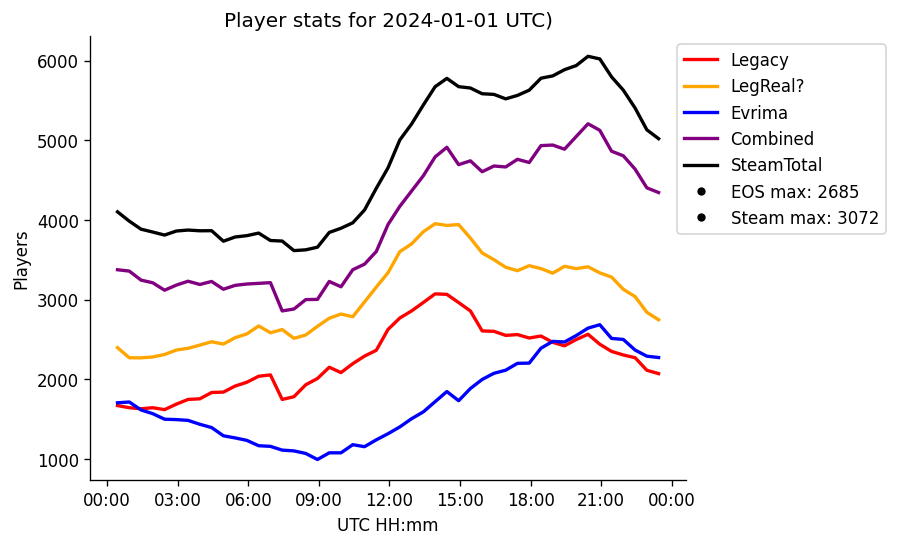 Player stats for 2024-01-01 UTC)
Players
6000
5000
4000
3000
2000
1000
00:00 03:00 06:00 09:00 12:00 15:00 18:00 21:00 00:00
UTC HH:mm
Legacy
LegReal?
Evrima
Combined
SteamTotal
EOS max: 2685
Steam max: 3072